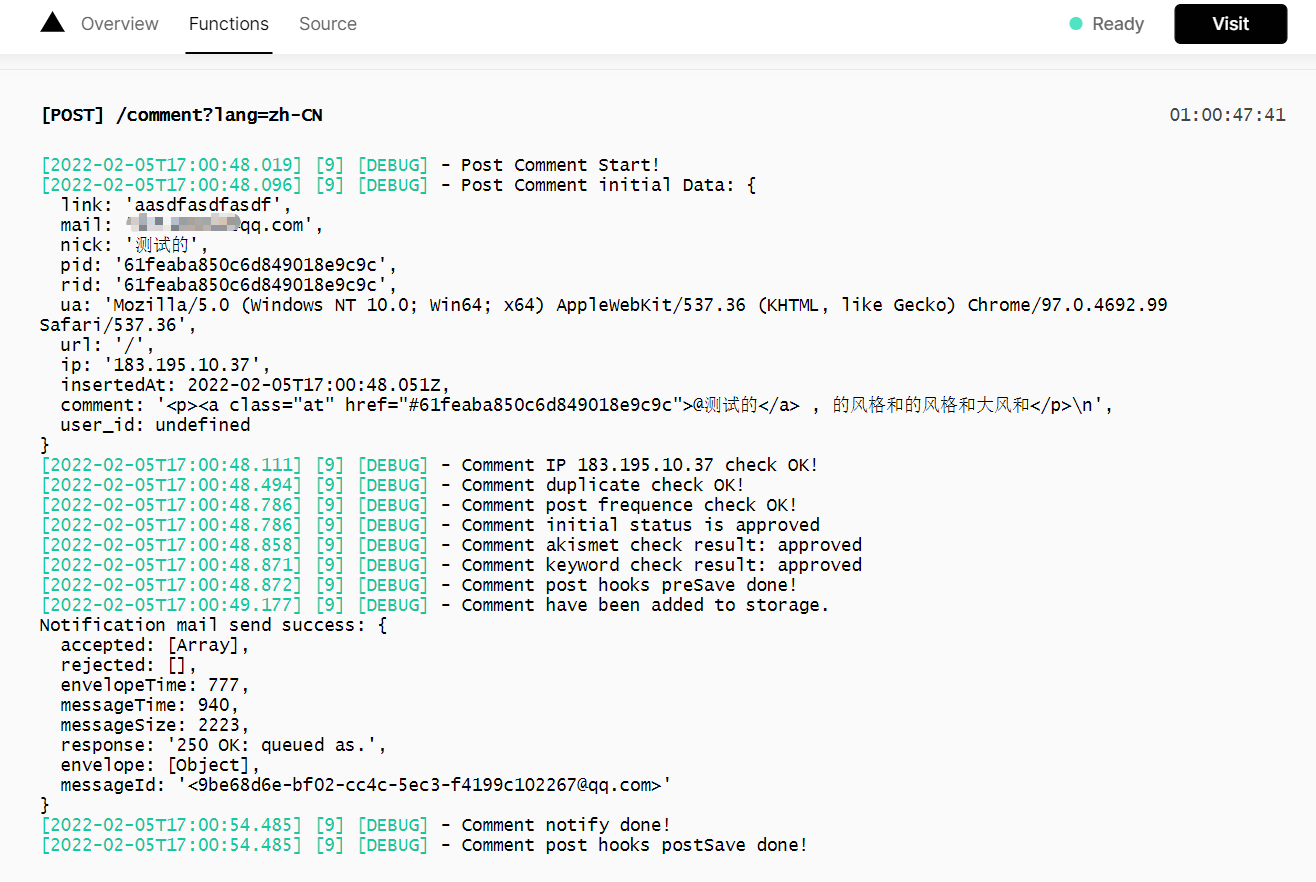 Overview Functions Source Ready Visit
[POST] /comment?lang=zh-CN 01:00:47:41
[2022-02-05T17:00:48.019] [9] [DEBUG] - Post Comment Start!
[2022-02-05T17:00:48.096] [9] [DEBUG] - Post Comment initial Data: {
link: 'aasdfasdfasdf',
mail: qq.com',
nick: '测试的',
pid: '61feaba850c6d849018e9c9c',
rid: '61feaba850c6d849018e9c9c',
ua: 'Mozilla/5.0 (Windows NT 10.0; Win64; x64) AppleWebKit/537.36 (KHTML, like Gecko) Chrome/97.0.4692.99
Safari/537.36',
url: '/',
ip: '183.195.10.37',
insertedAt: 2022-02-05T17:00:48.051Z,
comment: '<p><a class="at" href="#61feaba850c6d849018e9c9c">@测试的</a> , 的风格和的风格和大风和</p>\n',
user_id: undefined
}
[2022-02-05T17:00:48.111] [9] [DEBUG] - Comment IP 183.195.10.37 check OK!
[2022-02-05T17:00:48.494] [9] [DEBUG] - Comment duplicate check OK!
[2022-02-05T17:00:48.786] [9] [DEBUG] - Comment post frequence check OK!
[2022-02-05T17:00:48.786] [9] [DEBUG] - Comment initial status is approved
[2022-02-05T17:00:48.858] [9] [DEBUG] - Comment akismet check result: approved
[2022-02-05T17:00:48.871] [9] [DEBUG] - Comment keyword check result: approved
[2022-02-05T17:00:48.872] [9] [DEBUG] - Comment post hooks preSave done!
[2022-02-05T17:00:49.177] [9] [DEBUG] - Comment have been added to storage.
Notification mail send success: {
accepted: [Array],
rejected: [],
envelopeTime: 777,
messageTime: 940,
messageSize: 2223,
response: '250 OK: queued as.',
envelope: [Object],
messageId: '<9be68d6e-bf02-cc4c-5ec3-f4199c102267@qq.com>'
}
[2022-02-05T17:00:54.485] [9] [DEBUG] - Comment notify done!
[2022-02-05T17:00:54.485] [9] [DEBUG] - Comment post hooks postSave done!